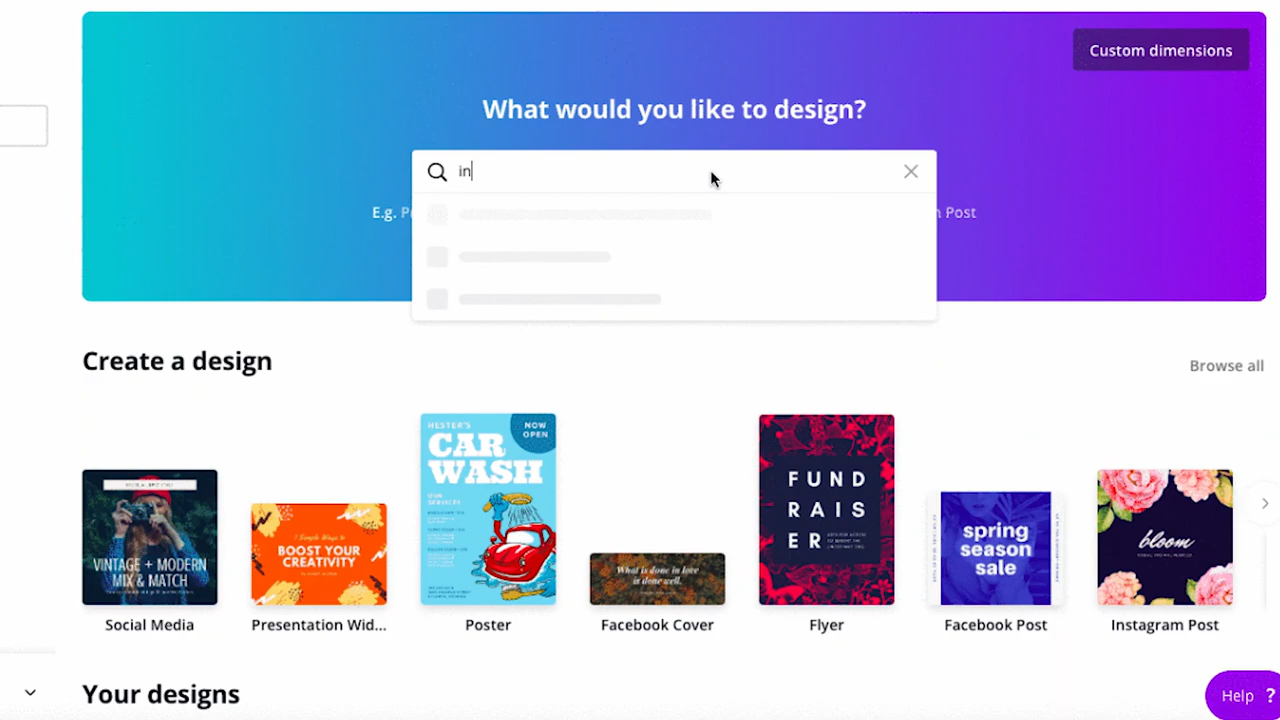 Custom dimensions
What would you like to design?
in
E.g. P
n Post
Create a design
Browse all
HESTER'S
NOW
OPEN
CAR
WASH
OUR
SERVICES
VINTAGE + MODERN
MIX & MATCH
BOOST YOUR
CREATIVITY
What is done in love
is done well.
FUND
RAIS
ER
spring
season
sale
bloom
Social Media
Presentation Wid...
Poster
Facebook Cover
Flyer
Facebook Post
Instagram Post
Your designs
Help ?